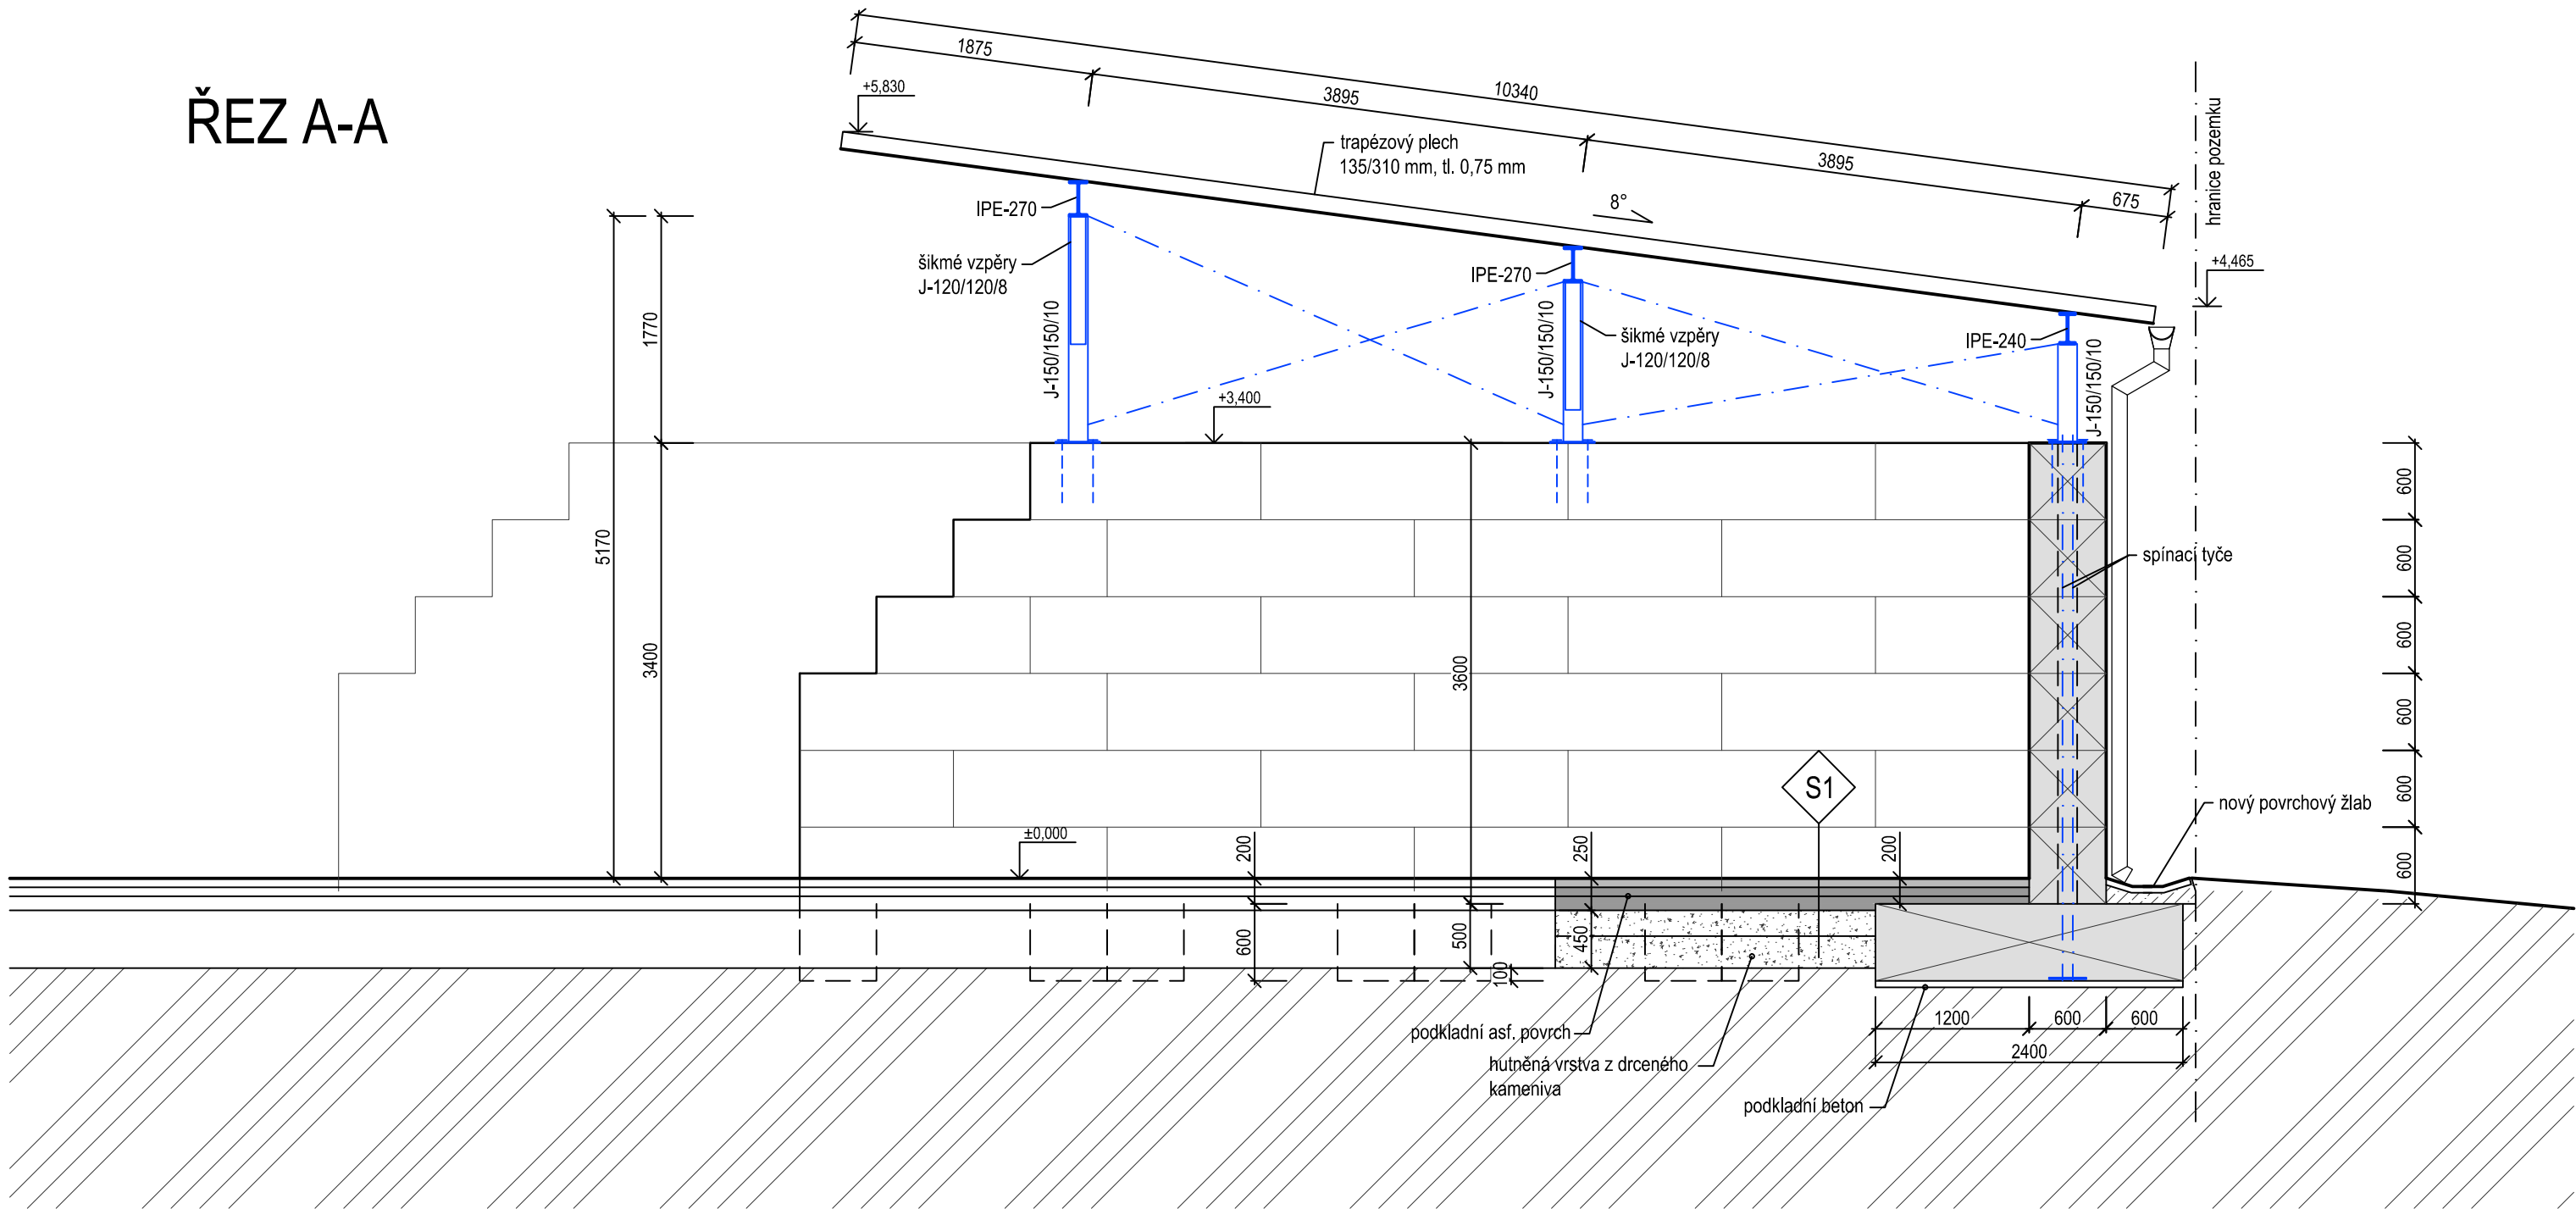 ŘEZ A-A
1875
3895
10340
3895
675
+5,830
trapézový plech
135/310 mm, tl. 0,75 mm
8°
hranice pozemku
+4,465
IPE-270
IPE-270
IPE-240
šikmé vzpěry
J-120/120/8
šikmé vzpěry
J-120/120/8
J-150/150/10
J-150/150/10
J-150/150/10
1770
5170
3400
+3,400
3600
600
600
600
600
600
600
spínací tyče
S1
nový povrchový žlab
±0,000
200
250
200
600
500
450
100
podkladní asf. povrch
hutněná vrstva z drceného
kameniva
podkladní beton
1200
600
600
2400